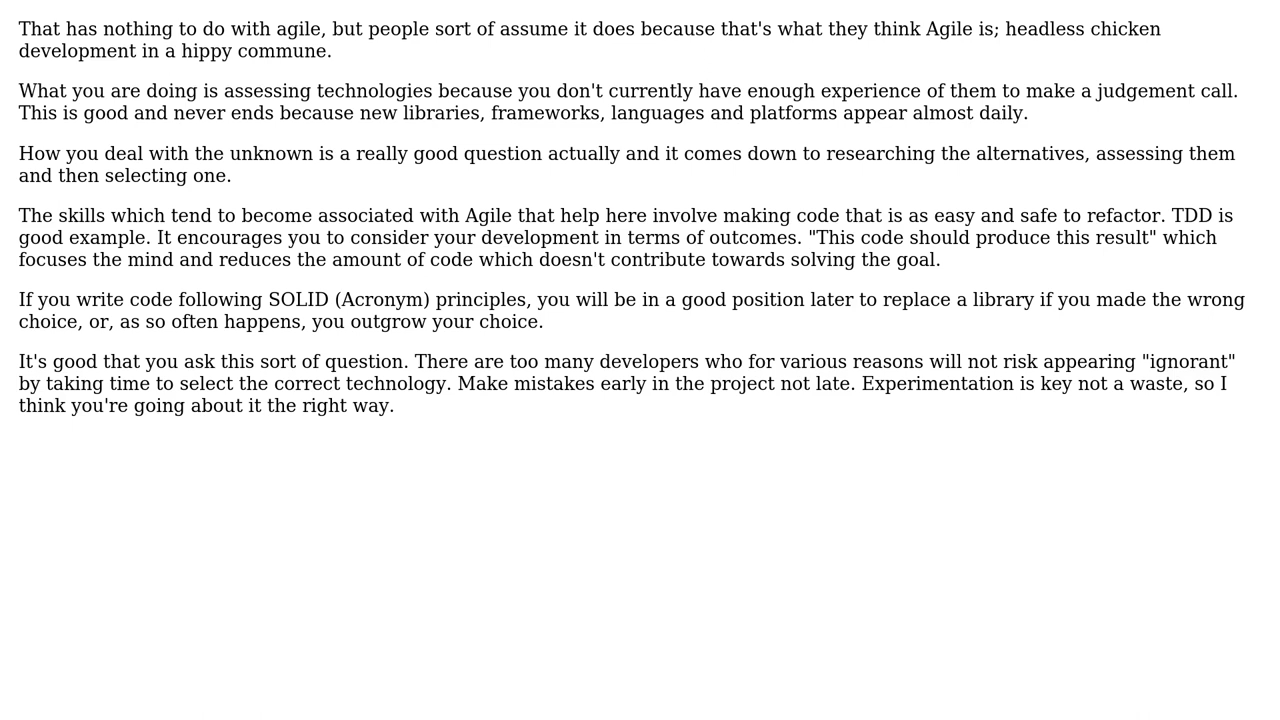 That has nothing to do with agile, but people sort of assume it does because that's what they think Agile is; headless chicken
development in a hippy commune.
What you are doing is assessing technologies because you don't currently have enough experience of them to make a judgement call.
This is good and never ends because new libraries, frameworks, languages and platforms appear almost daily.
How you deal with the unknown is a really good question actually and it comes down to researching the alternatives, assessing them
and then selecting one.
The skills which tend to become associated with Agile that help here involve making code that is as easy and safe to refactor. TDD is
good example. It encourages you to consider your development in terms of outcomes. "This code should produce this result" which
focuses the mind and reduces the amount of code which doesn't contribute towards solving the goal.
If you write code following SOLID (Acronym) principles, you will be in a good position later to replace a library if you made the wrong
choice, or, as so often happens, you outgrow your choice.
It's good that you ask this sort of question. There are too many developers who for various reasons will not risk appearing "ignorant"
by taking time to select the correct technology. Make mistakes early in the project not late. Experimentation is key not a waste, so I
think you're going about it the right way.